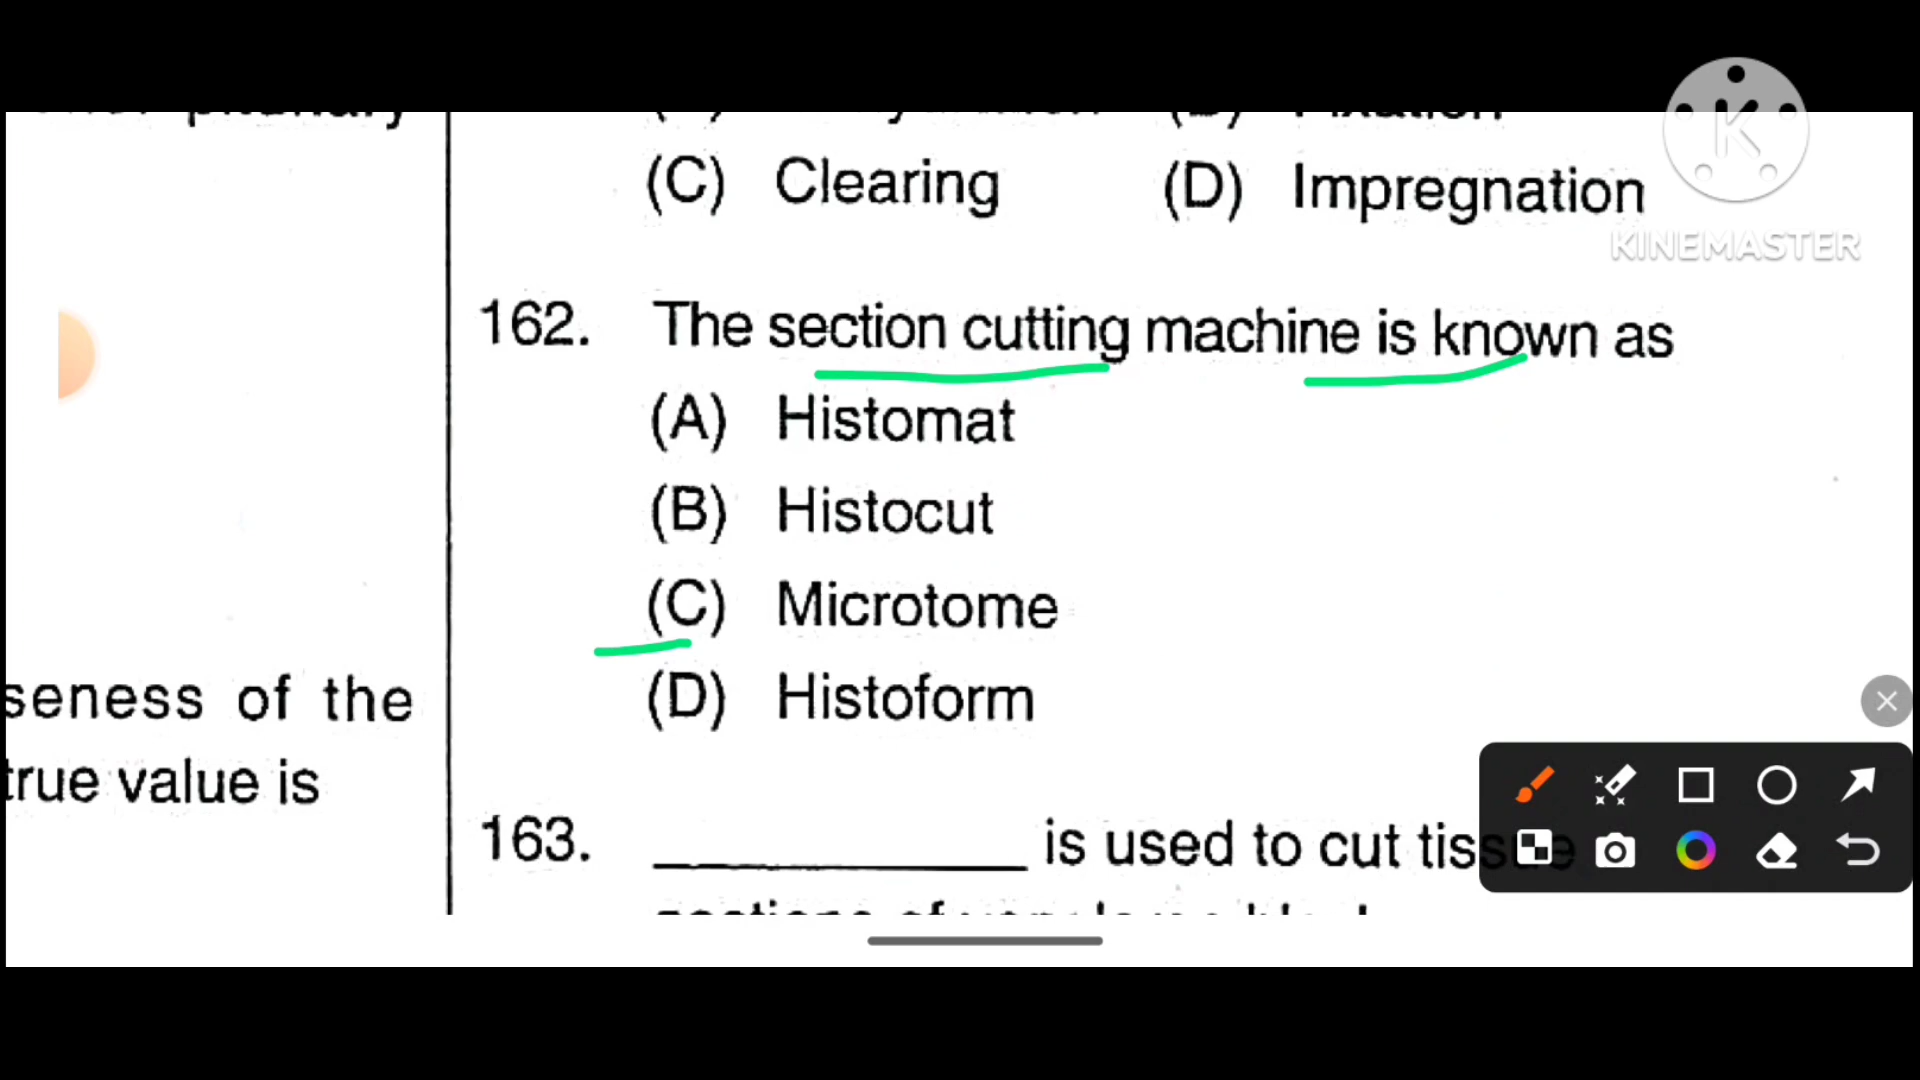 (C) Clearing (D) Impregnation
K
KINEMASTER
162. The section cutting machine is known as
(A) Histomat
(B) Histocut
(C) Microtome
(D) Histoform
seness of the
true value is
163. ____________ is used to cut tissue